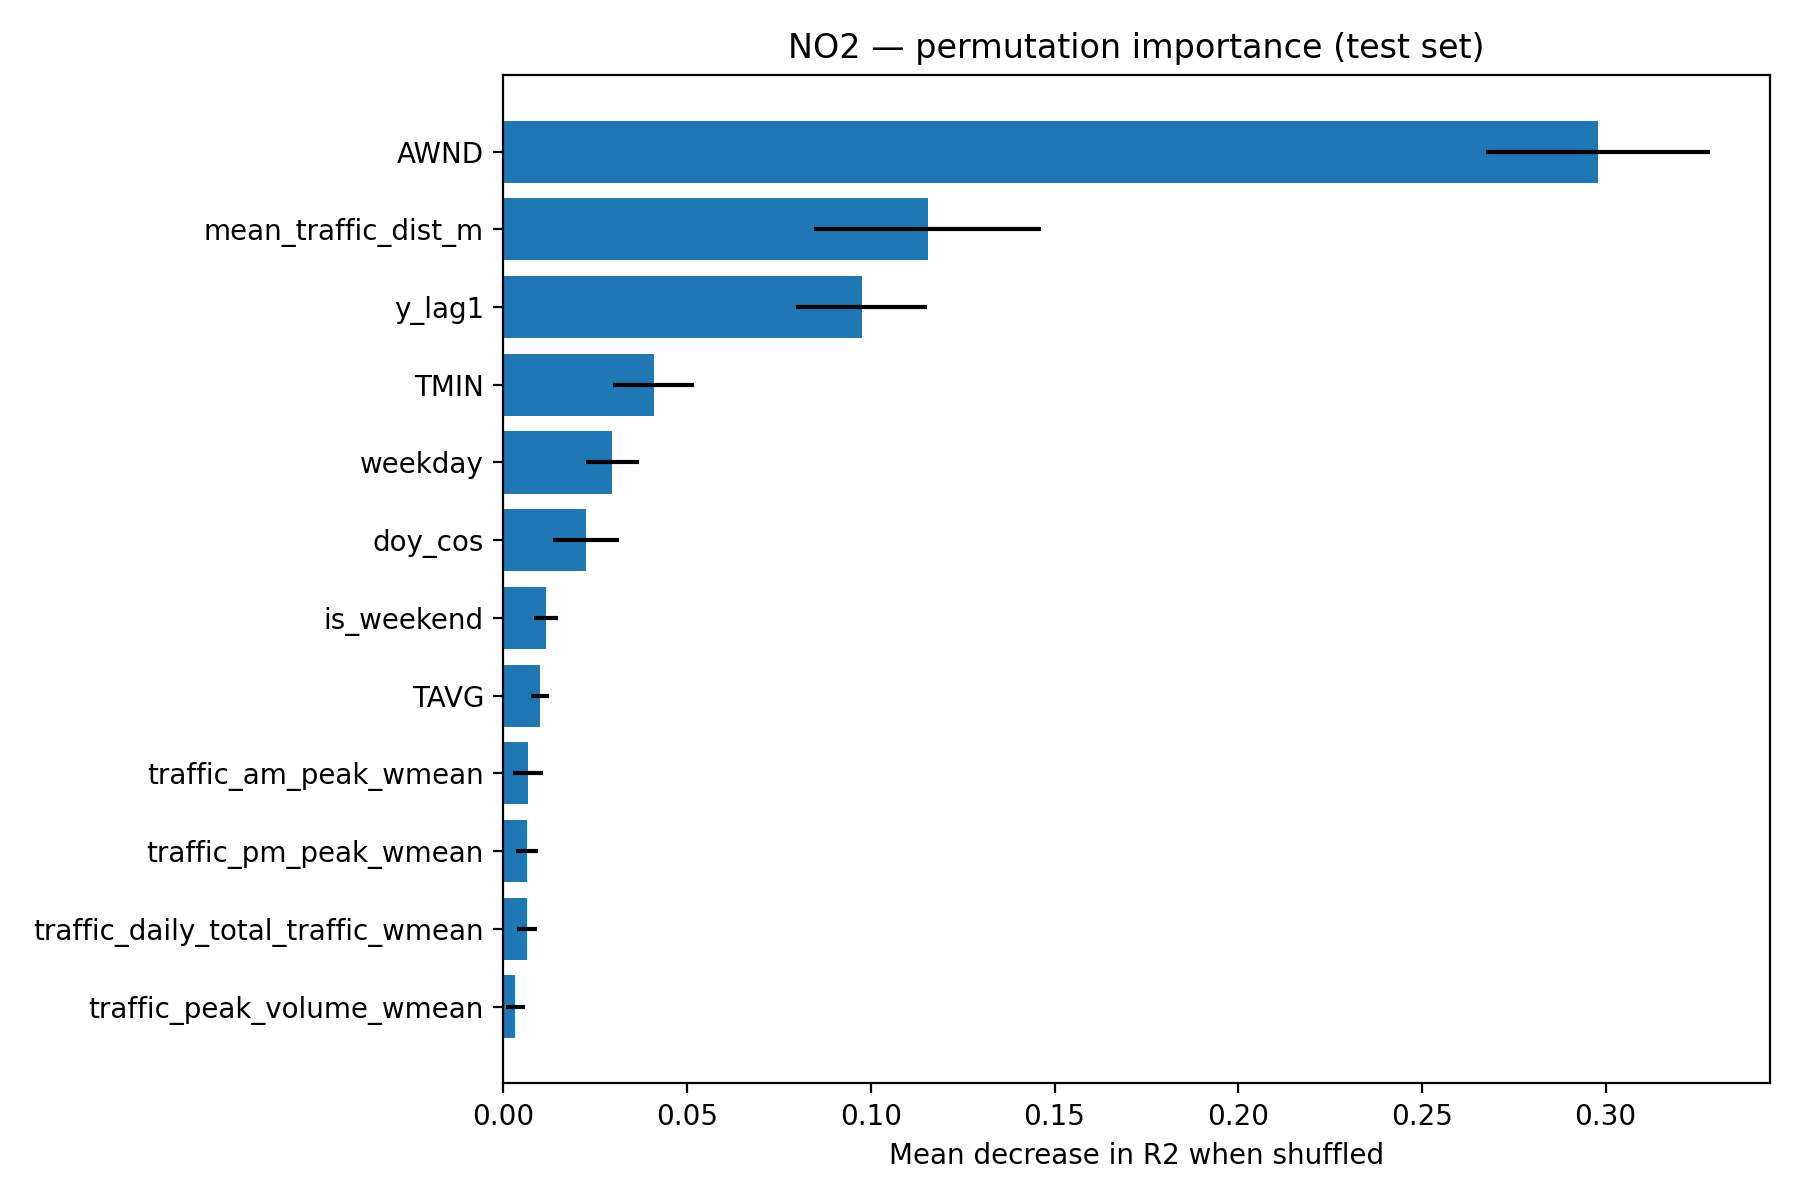 NO2 — permutation importance (test set)
AWND
mean_traffic_dist_m
y_lag1
TMIN
weekday
doy_cos
is_weekend
TAVG
traffic_am_peak_wmean
traffic_pm_peak_wmean
traffic_daily_total_traffic_wmean
traffic_peak_volume_wmean
0.00 0.05 0.10 0.15 0.20 0.25 0.30
Mean decrease in R2 when shuffled